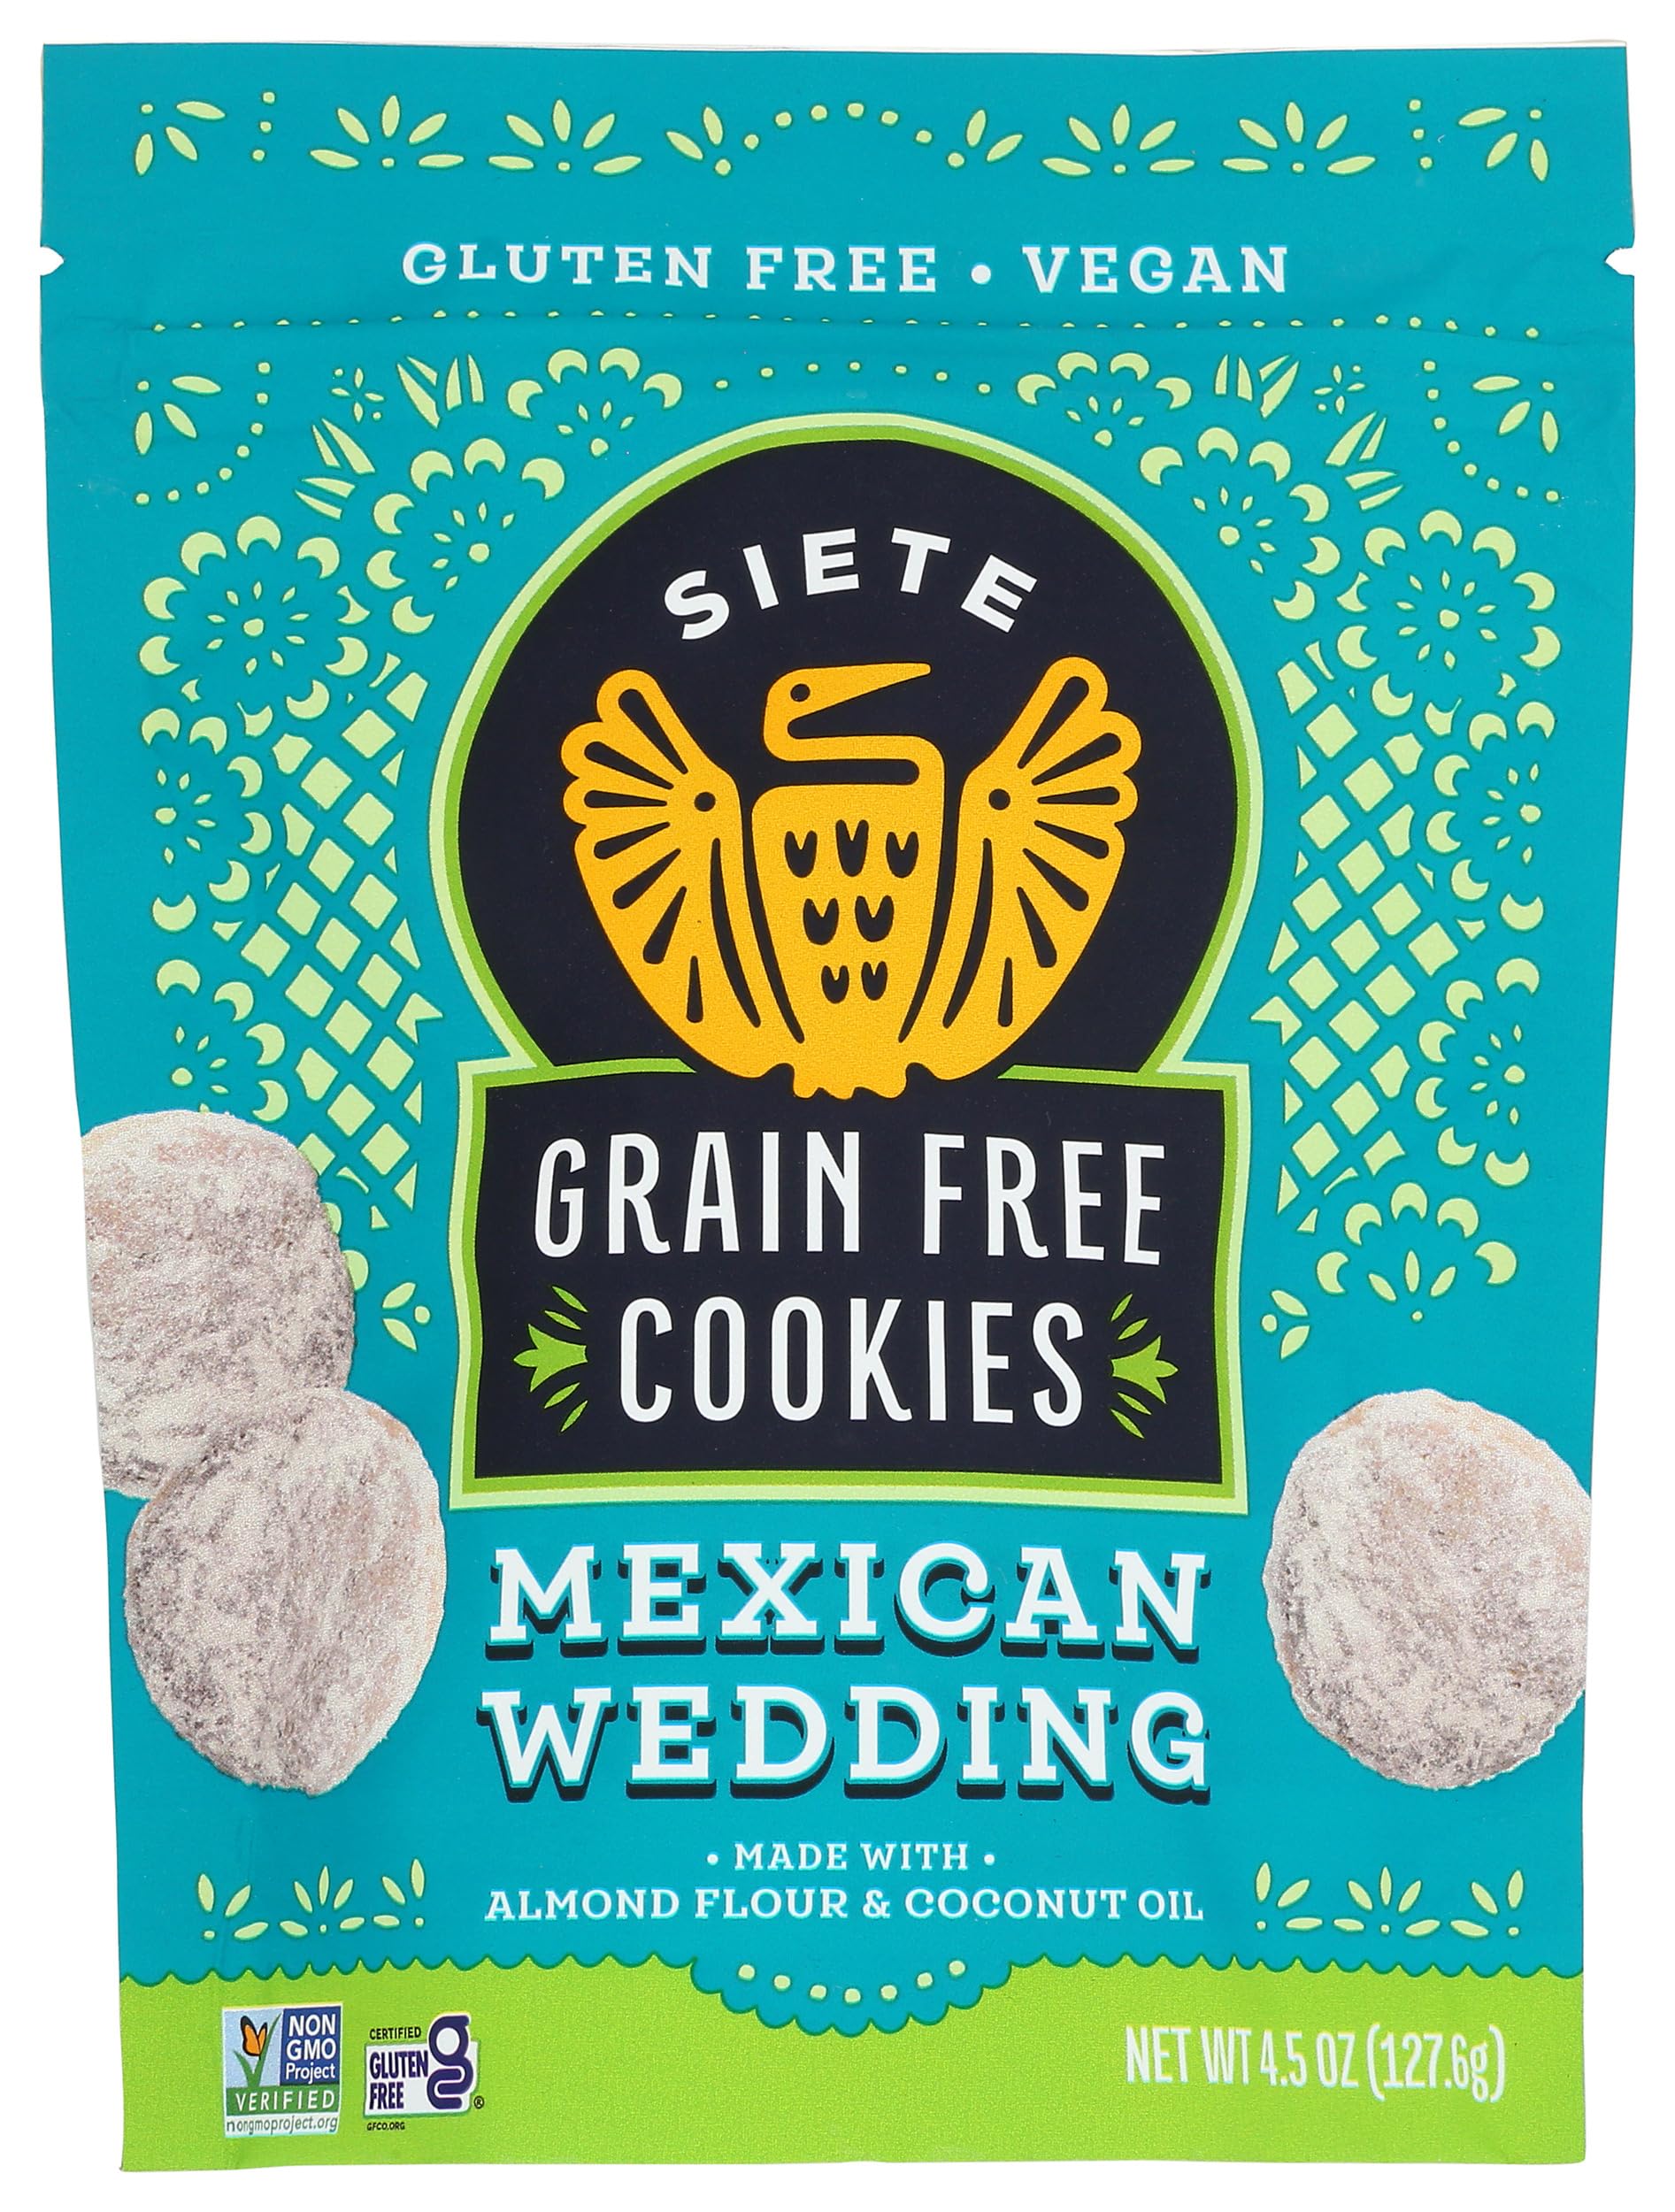 GLUTEN FREE • VEGAN
SIETE
GRAIN FREE
COOKIES
MEXICAN
WEDDING
• MADE WITH •
ALMOND FLOUR & COCONUT OIL
NON
GMO
Project
VERIFIED
nongmoproject.org
CERTIFIED
GLUTEN
FREE
g
®
GFCO.ORG
NET WT 4.5 OZ (127.6g)